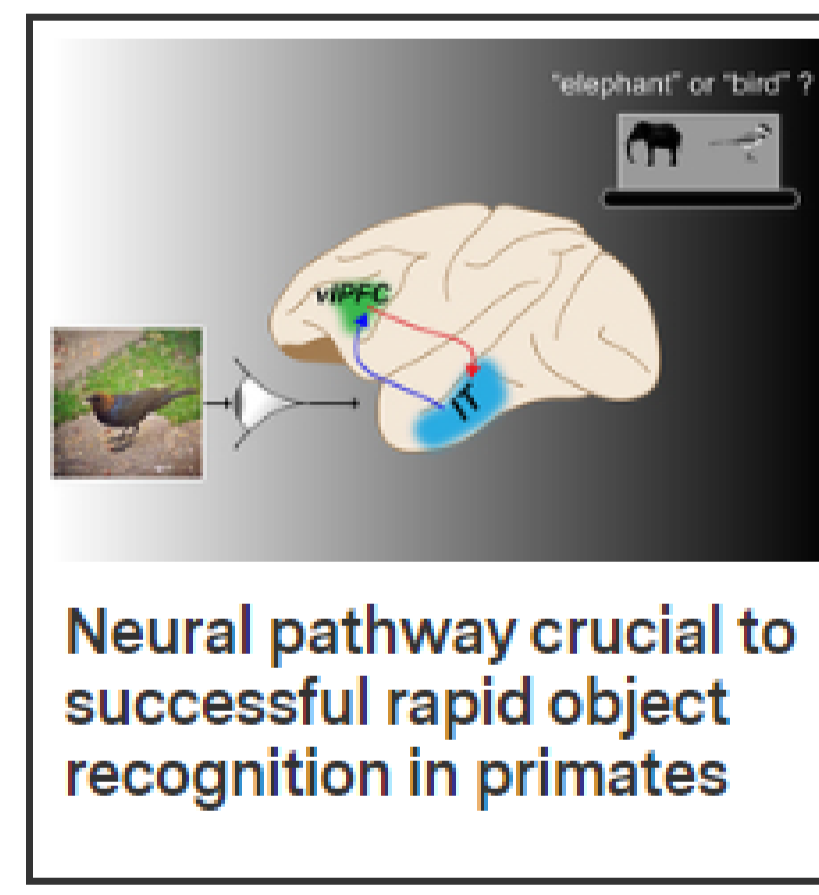 "elephant" or "bird" ?
vlPFC
IT
Neural pathway crucial to
successful rapid object
recognition in primates